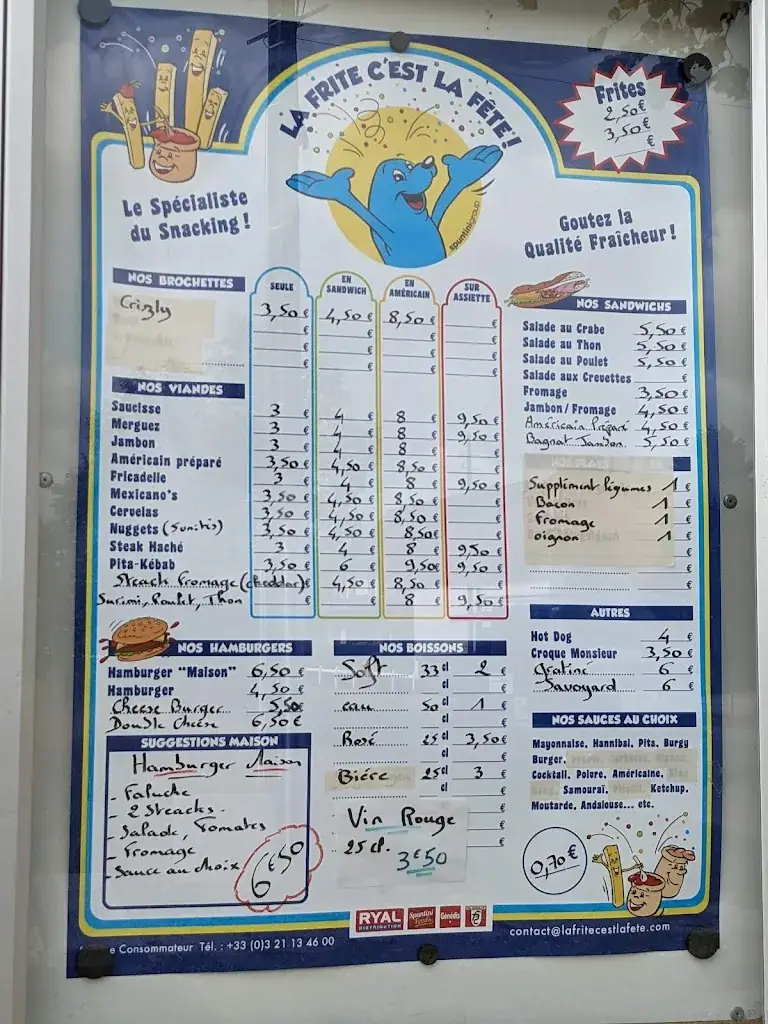 LA FRITE C'EST LA FÊTE!
Frites
2,50€
3,50€
€
Le Spécialiste
du Snacking!
spuntinigroup
Goutez la
Qualité Fraîcheur!
NOS BROCHETTES SEULE EN SANDWICH EN AMÉRICAIN SUR ASSIETTE
Grizly 3,50€ 4,50€ 8,50€ €
€ € € €
€ € € €
€ € € €
NOS VIANDES
Saucisse 3 € 4 € 8 € 9,50€
Merguez 3 € 4 € 8 € 9,50€
Jambon 3 € 4 € 8 € €
Américain préparé 3,50€ 4,50€ 8,50€ €
Fricadelle 3 € 4 € 8 € 9,50€
Mexicano's 3,50€ 4,50€ 8,50€ €
Cervelas 3,50€ 4,50€ 8,50€ €
Nuggets 3,50€ 4,50€ 8,50€ €
Steak Haché 3 € 4 € 8 € 9,50€
Pita-Kébab 3,50€ 6 € 9,50€ 9,50€
Steack fromage (cheddar) € 4,50€ 8,50€ €
Surimi, Poulet, Thon € € 8 € 9,50€
NOS SANDWICHS
Salade au Crabe 5,50€
Salade au Thon 5,50€
Salade au Poulet 5,50€
Salade aux Crevettes €
Fromage 3,50€
Jambon/Fromage 4,50€
Américain Préparé 4,50€
Bagnat Jambon 5,50€
Supplément légumes 1 €
Bacon 1 €
fromage 1 €
oignon 1 €
€
€
€
AUTRES
Hot Dog 4 €
Croque Monsieur 3,50€
Gratiné 6 €
Savoyard 6 €
NOS HAMBURGERS
Hamburger "Maison" 6,50€
Hamburger 4,50€
Cheese Burger 5,50€
Double cheese 6,50€
SUGGESTIONS MAISON
Hamburger Maison
- Faluche
- 2 Steacks.
- Salade, Tomates
- Fromage
- Sauce au choix
6€50
NOS BOISSONS
Soft 33 cl 2 €
cl €
eau 50 cl 1 €
cl €
Rosé 25 cl 3,50€
cl €
Biére 25 cl 3 €
cl €
Vin Rouge
25 cl. 3€50
NOS SAUCES AU CHOIX
Mayonnaise, Hannibal, Pita, Burgy
Burger,
Cocktail, Poivre, Américaine,
Samouraï, Ketchup,
Moutarde, Andalouse... etc.
0,70€
RYAL
DISTRIBUTION
Spuntini
Foods
Génédis
e Consommateur Tél. : +33 (0)3 21 13 46 00
contact@lafritecestlafete.com